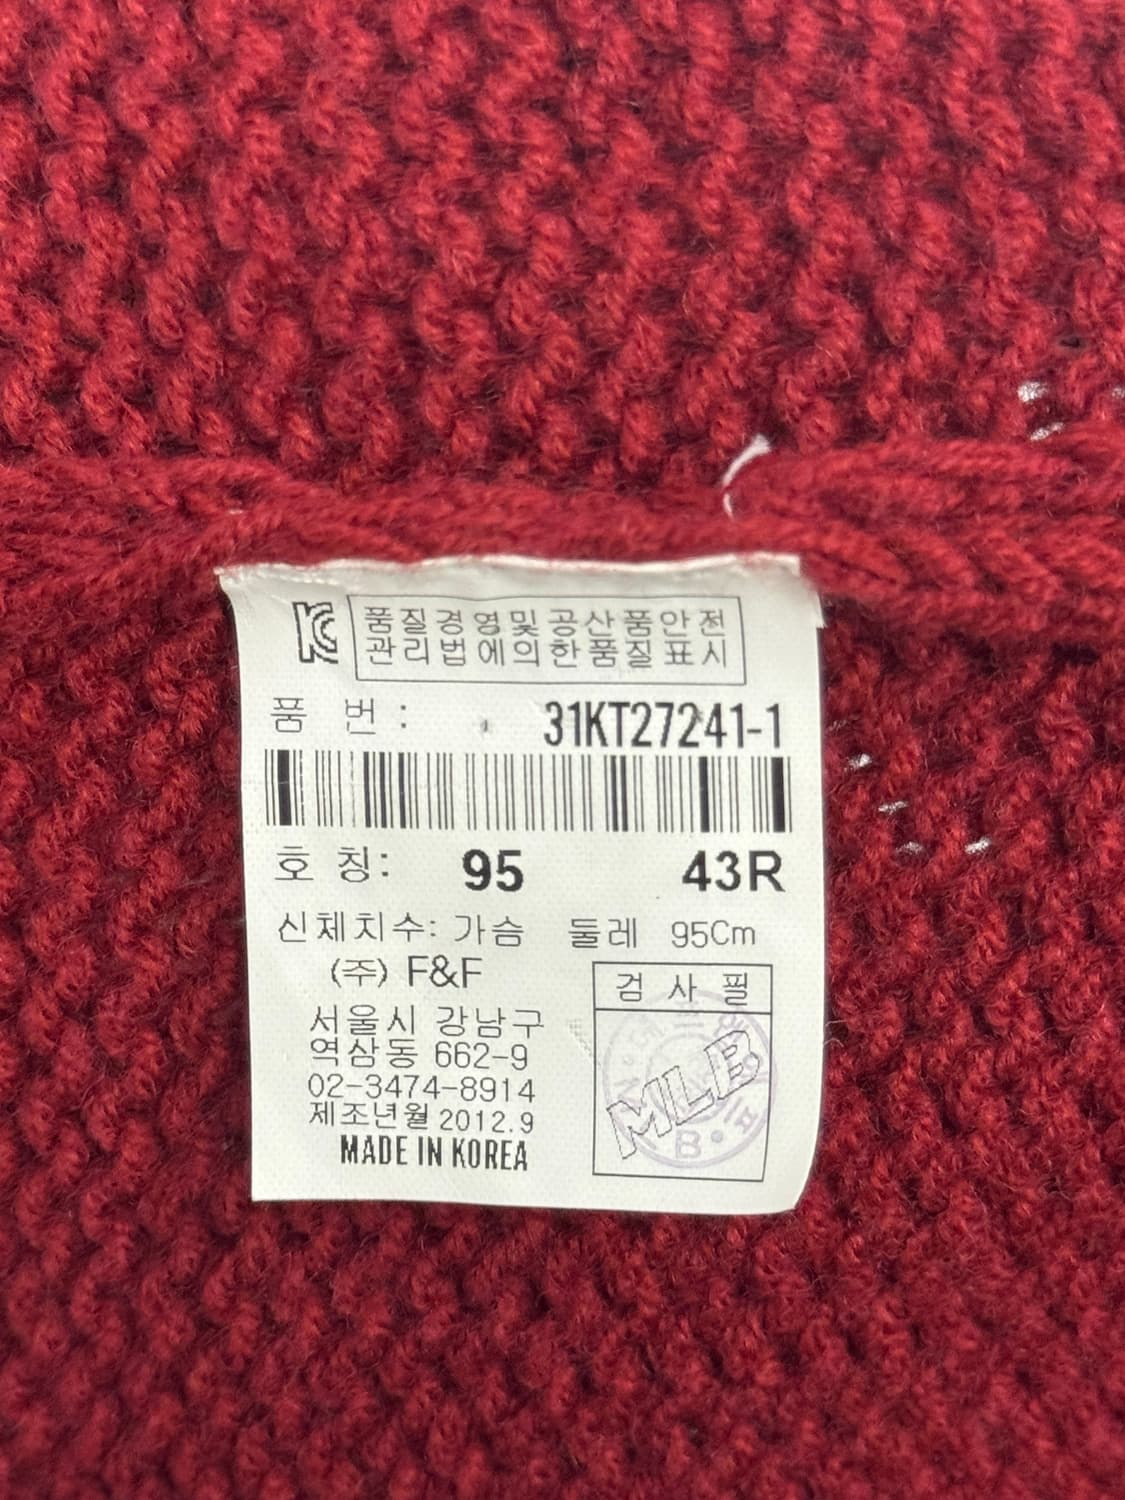 품질경영및공산품안전
관리법에의한품질표시
품 번 : 31KT27241-1
호 칭: 95 43R
신체치수: 가슴 둘레 95Cm
(주) F&F
서울시 강남구
역삼동 662-9
02-3474-8914
제조년월 2012.9
MADE IN KOREA
검 사 필
MLB